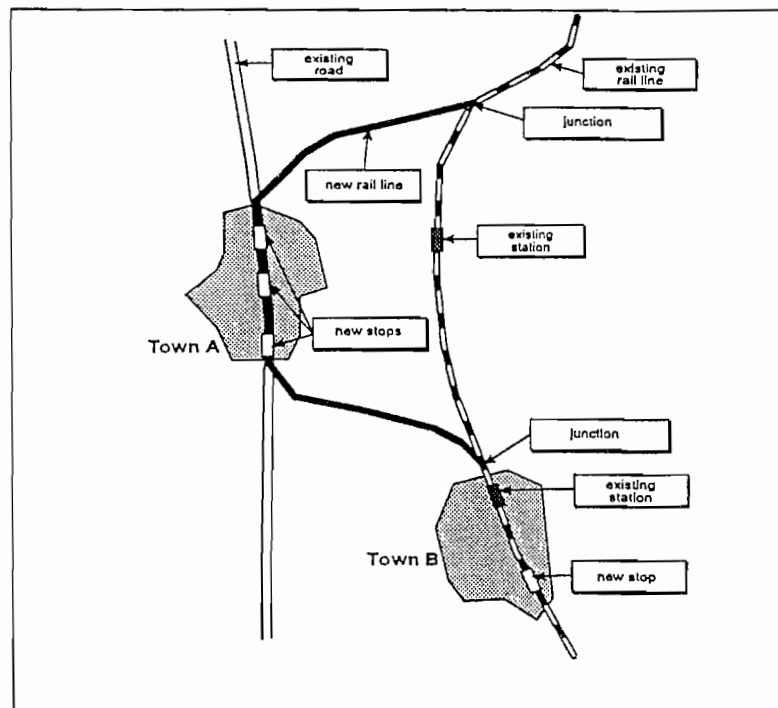 existing
road
existing
rail line
junction
new rail line
existing
station
new stops
Town A
junction
existing
station
Town B
new stop